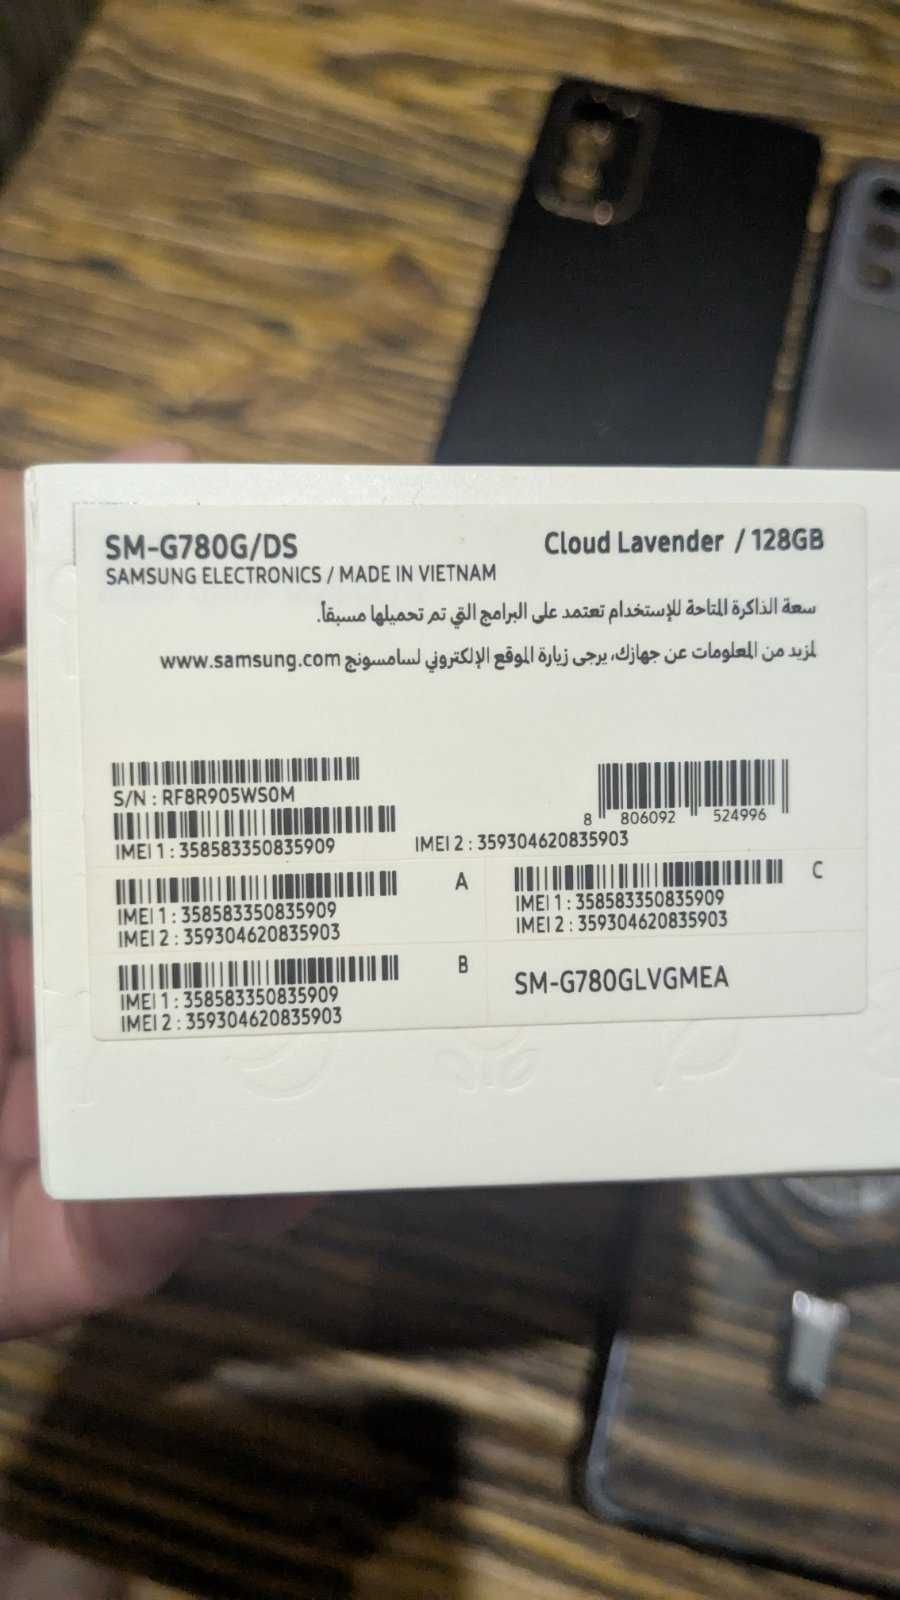 SM-G780G/DS
Cloud Lavender / 128GB
SAMSUNG ELECTRONICS / MADE IN VIETNAM
سعة الذاكرة المتاحة للإستخدام تعتمد على البرامج التي تم تحميلها مسبقاً.
لمزيد من المعلومات عن جهازك، يرجى زيارة الموقع الإلكتروني لسامسونج www.samsung.com
S/N : RF8R905WS0M
8 806092 524996
IMEI 1 : 358583350835909
IMEI 2 : 359304620835903
A
IMEI 1 : 358583350835909
IMEI 2 : 359304620835903
C
IMEI 1 : 358583350835909
IMEI 2 : 359304620835903
B
IMEI 1 : 358583350835909
IMEI 2 : 359304620835903
SM-G780GLVGMEA